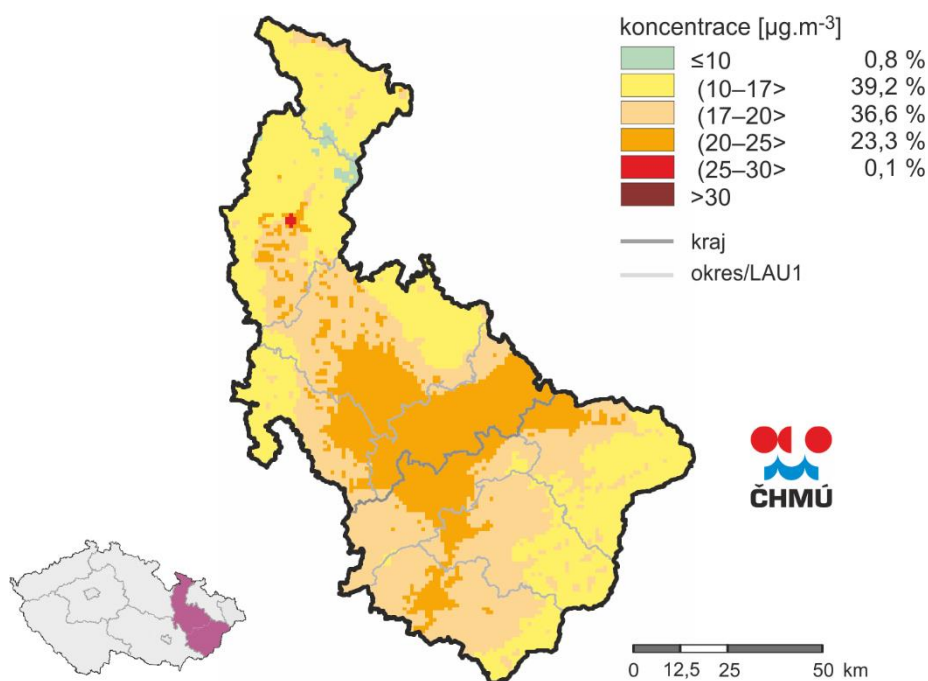 koncentrace [µg.m⁻³]
≤10 0,8 %
(10–17> 39,2 %
(17–20> 36,6 %
(20–25> 23,3 %
(25–30> 0,1 %
>30
kraj
okres/LAU1
ČHMÚ
0 12,5 25 50 km